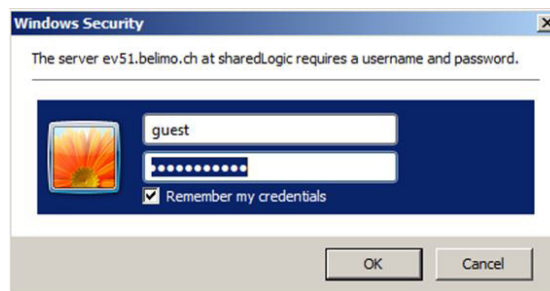 Windows Security
The server ev51.belimo.ch at sharedLogic requires a username and password.
guest
•••••••••••
Remember my credentials
OK
Cancel